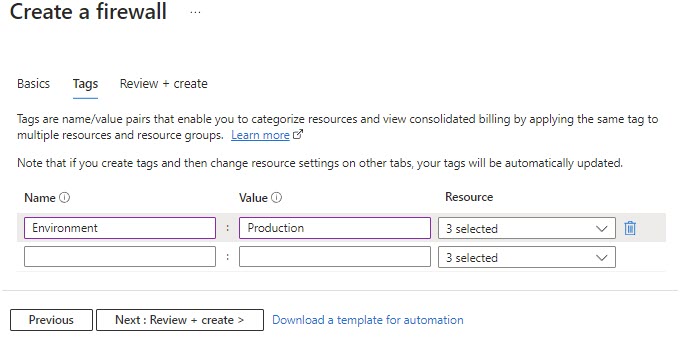 Create a firewall ...
Basics Tags Review + create
Tags are name/value pairs that enable you to categorize resources and view consolidated billing by applying the same tag to
multiple resources and resource groups. Learn more
Note that if you create tags and then change resource settings on other tabs, your tags will be automatically updated.
Name Value Resource
Environment : Production 3 selected
: 3 selected
Previous Next : Review + create > Download a template for automation